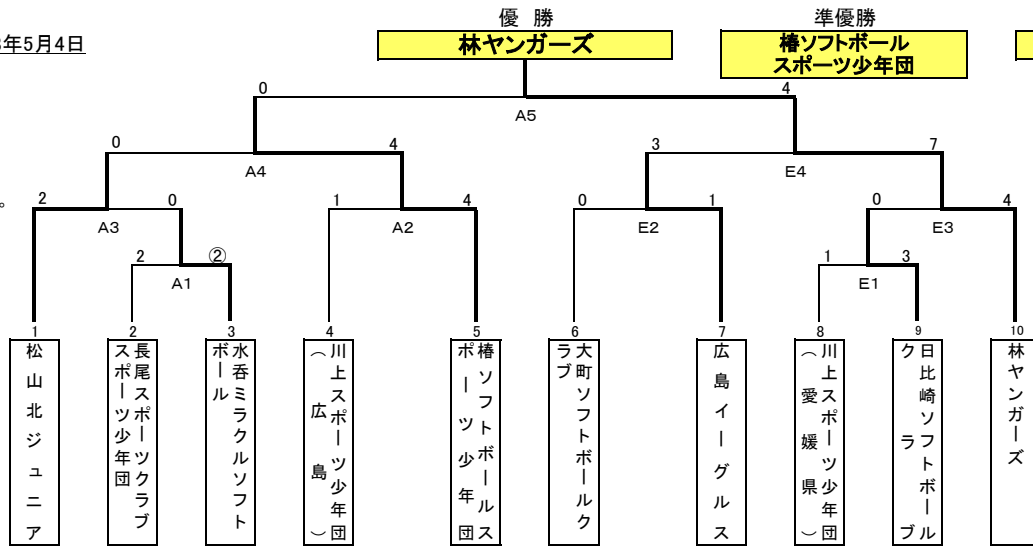 年5月4日
優 勝
準優勝
林ヤンガーズ
椿ソフトボール
スポーツ少年団
0
4
A5
0
4
3
7
A4
E4
。
2
0
1
4
0
1
0
4
A3
A2
E2
E3
2
②
1
3
A1
E1
1
2
3
4
5
6
7
8
9
10
松山北ジュニア
長尾スポーツクラブ
スポーツ少年団
水呑ミラクルソフト
ボール
川上スポーツ少年団
（広島）
椿ソフトボールス
ポーツ少年団
大町ソフトボールク
ラブ
広島イーグルス
川上スポーツ少年団
（愛媛県）
日比崎ソフトボール
クラブ
林ヤンガーズ